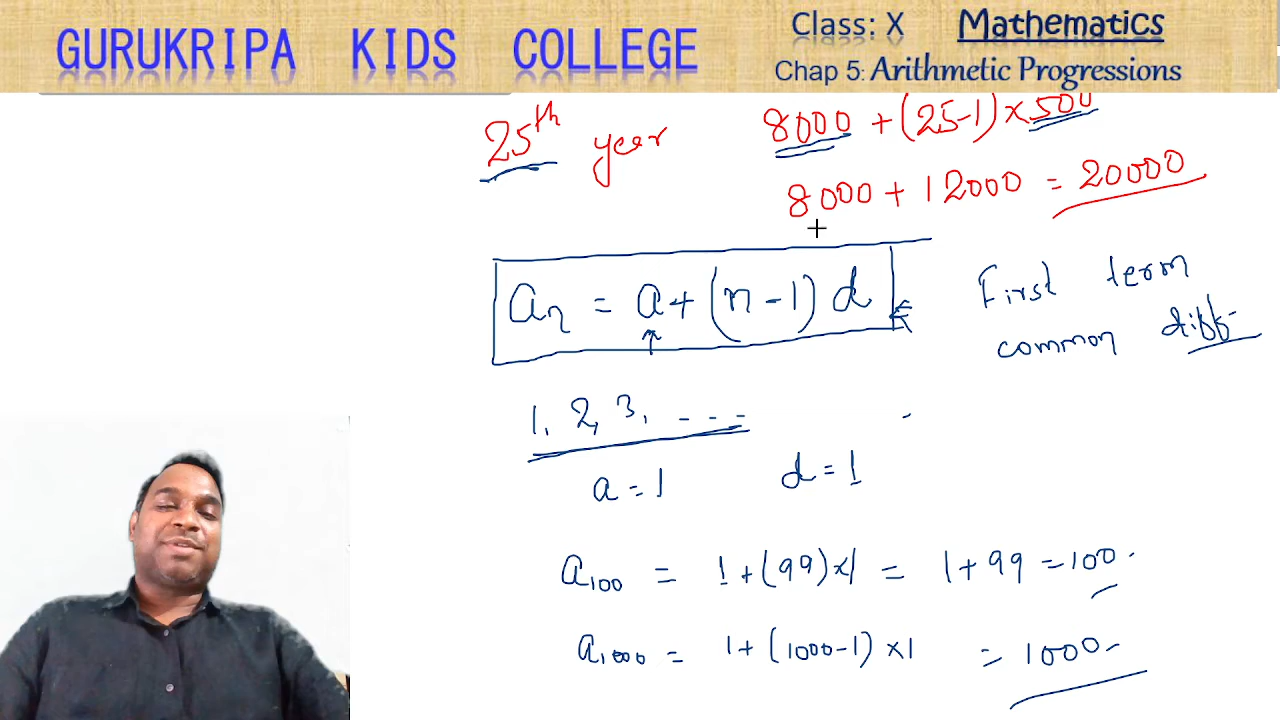 GURUKRIPA KIDS COLLEGE
Class: X Mathematics
Chap 5: Arithmetic Progressions
25th year 8000 + (25-1) × 500
8000 + 12000 = 20000
an = a + (n - 1) d
First term
common diff
1, 2, 3, - - -
a = 1 d = 1
a100 = 1 + (99) × 1 = 1 + 99 = 100
a1000 = 1 + (1000 - 1) × 1 = 1000